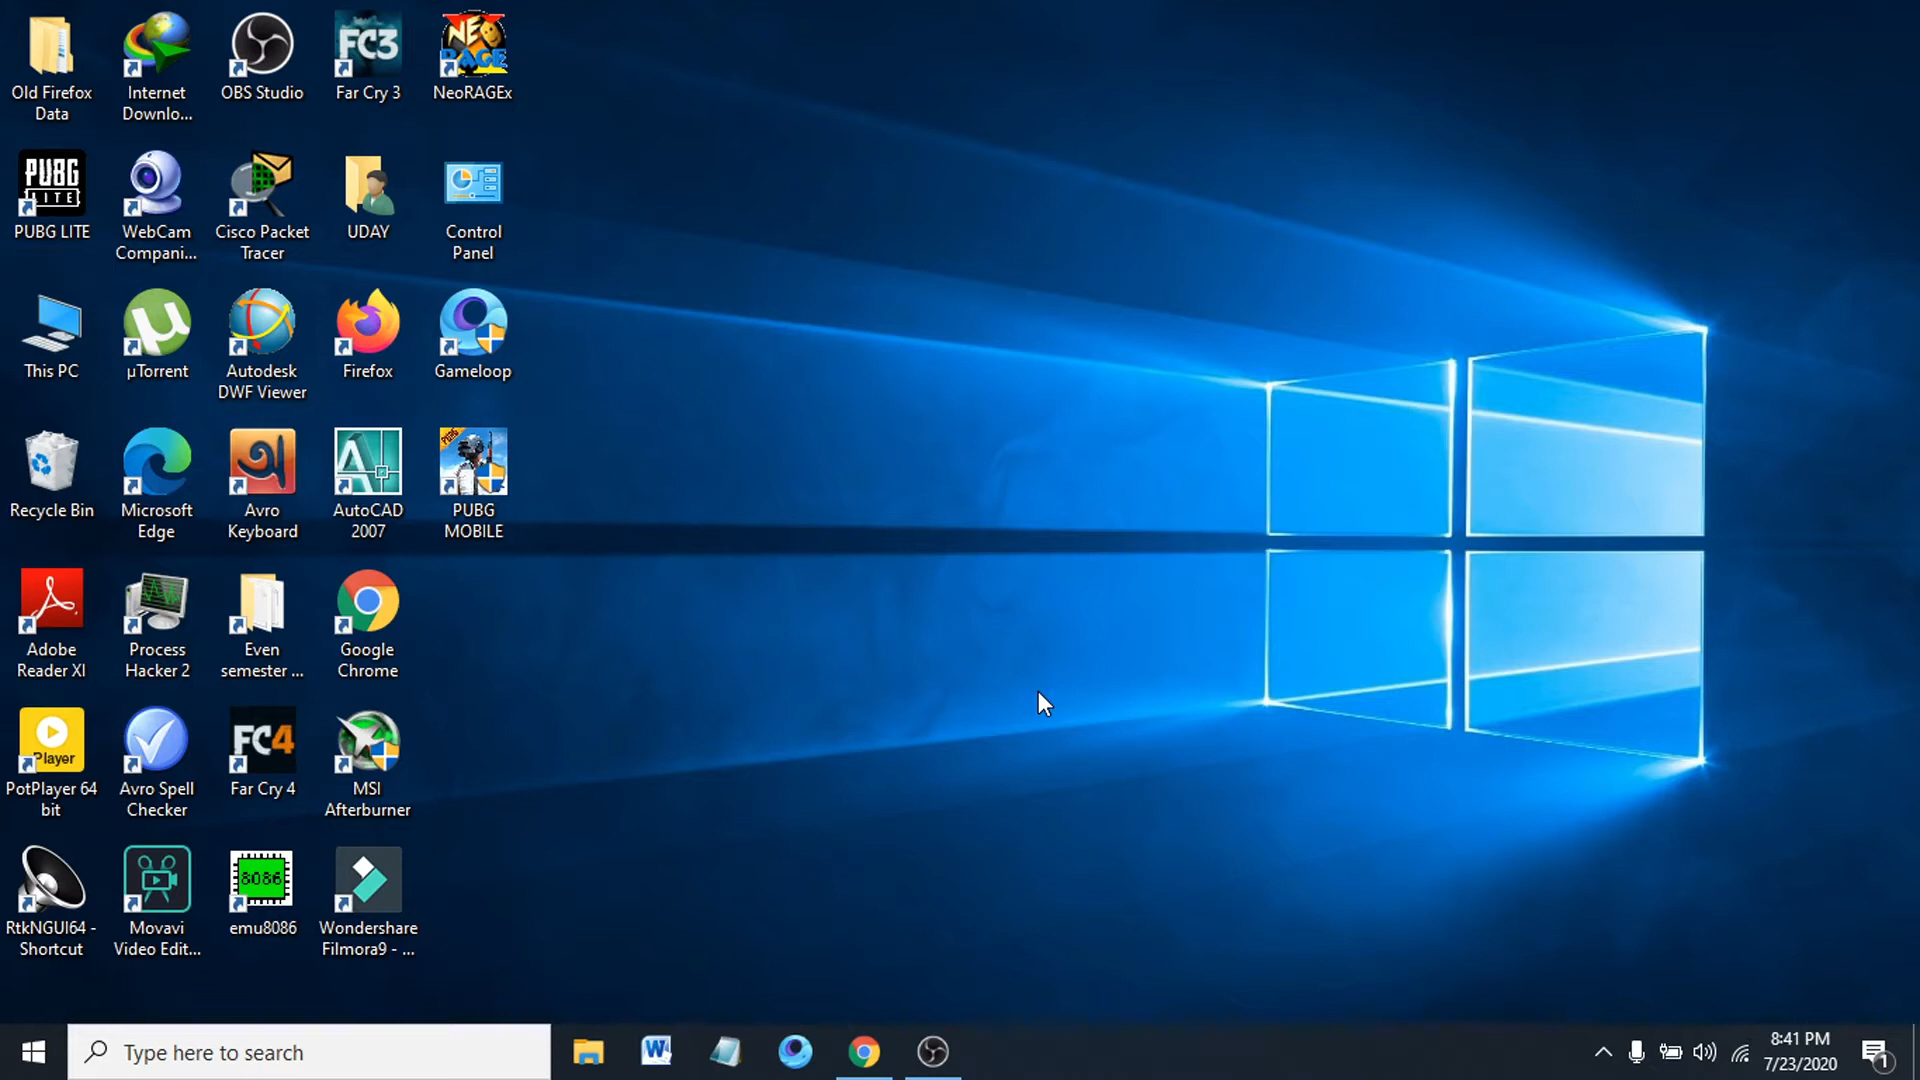 Old Firefox
Data
Internet
Downlo...
OBS Studio
FC3
Far Cry 3
NEO
RAGE
NeoRAGEx
PUBG
LITE
PUBG LITE
WebCam
Compani...
Cisco Packet
Tracer
UDAY
Control
Panel
This PC
µ
µTorrent
Autodesk
DWF Viewer
Firefox
Gameloop
Recycle Bin
Microsoft
Edge
অ
Avro
Keyboard
AutoCAD
2007
PUBG
PUBG
MOBILE
Adobe
Reader XI
Process
Hacker 2
Even
semester ...
Google
Chrome
Player
PotPlayer 64
bit
Avro Spell
Checker
FC4
Far Cry 4
MSI
Afterburner
RtkNGUI64 -
Shortcut
Movavi
Video Edit...
8086
emu8086
Wondershare
Filmora9 - ...
Type here to search
W
8:41 PM
7/23/2020
1